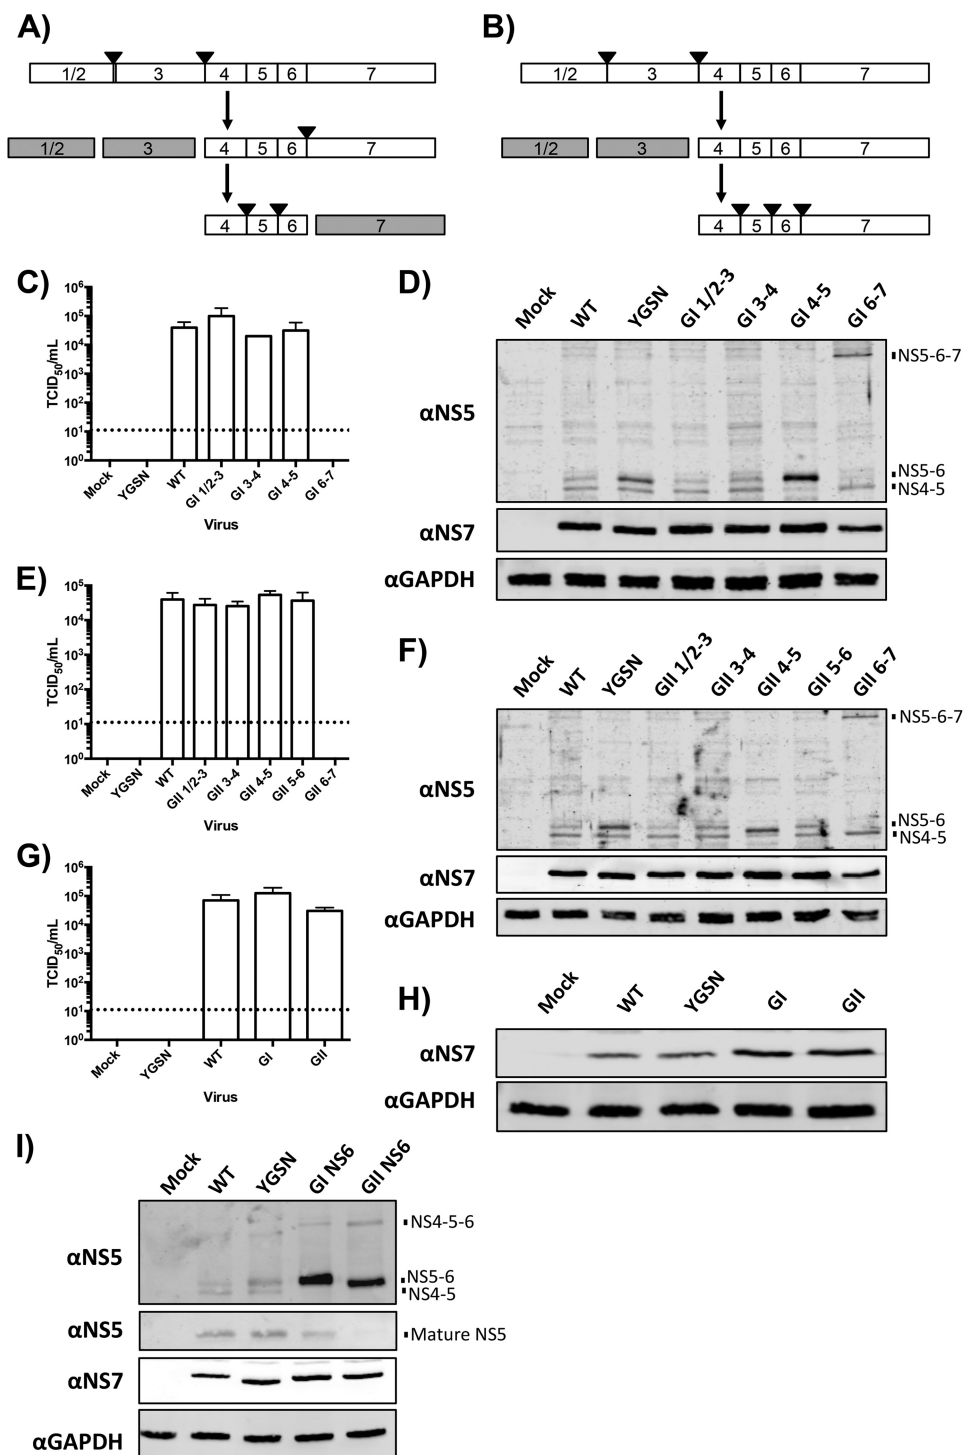 A)
1/2 3 4 5 6 7
1/2 3 4 5 6 7
4 5 6 7
B)
1/2 3 4 5 6 7
1/2 3 4 5 6 7
4 5 6 7
C)
TCID50/mL
10^6
10^5
10^4
10^3
10^2
10^1
10^0
Mock YGSN WT GI 1/2-3 GI 3-4 GI 4-5 GI 6-7
Virus
D)
Mock WT YGSN GI 1/2-3 GI 3-4 GI 4-5 GI 6-7
αNS5
NS5-6-7
NS5-6
NS4-5
αNS7
αGAPDH
E)
TCID50/mL
10^5
10^4
10^3
10^2
10^1
10^0
Mock YGSN WT GII 1/2-3 GII 3-4 GII 4-5 GII 5-6 GII 6-7
Virus
F)
Mock WT YGSN GII 1/2-3 GII 3-4 GII 4-5 GII 5-6 GII 6-7
αNS5
NS5-6-7
NS5-6
NS4-5
αNS7
αGAPDH
G)
TCID50/mL
10^6
10^5
10^4
10^3
10^2
10^1
10^0
Mock YGSN WT GI GII
Virus
H)
Mock WT YGSN GI GII
αNS7
αGAPDH
I)
Mock WT YGSN GI NS6 GII NS6
αNS5
NS4-5-6
NS5-6
NS4-5
αNS5
Mature NS5
αNS7
αGAPDH